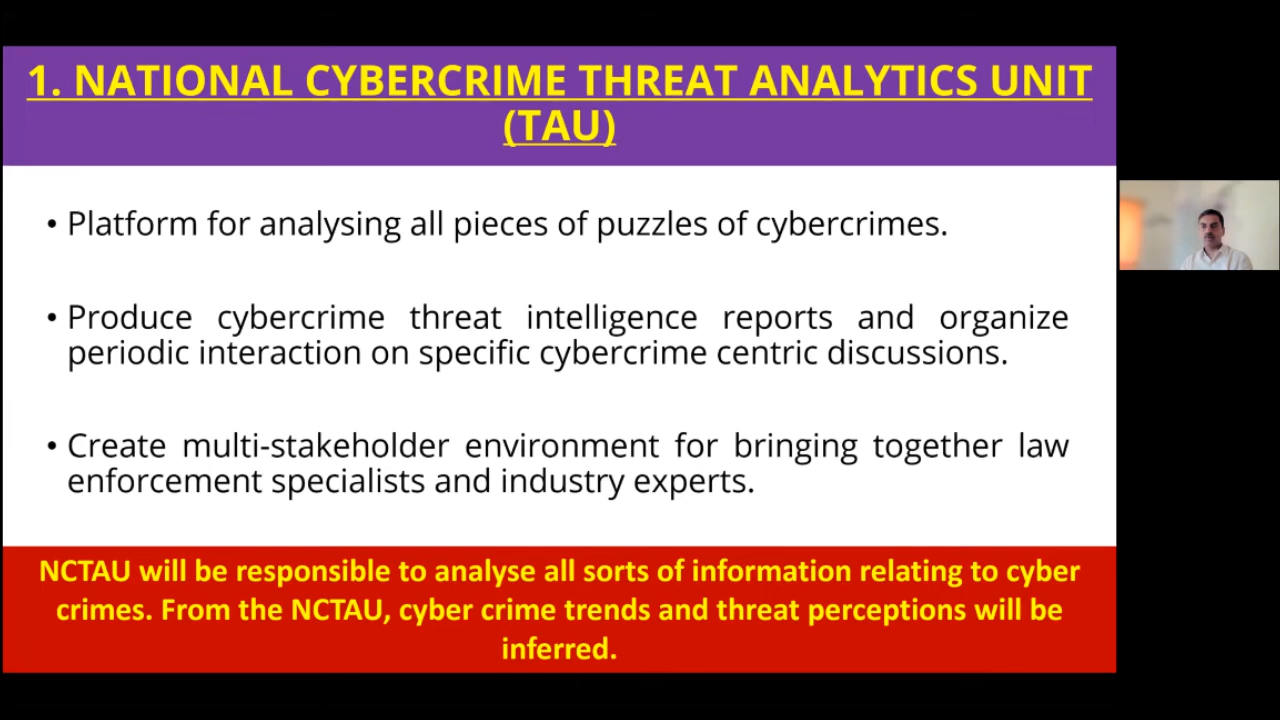 1. NATIONAL CYBERCRIME THREAT ANALYTICS UNIT
(TAU)
• Platform for analysing all pieces of puzzles of cybercrimes.
• Produce cybercrime threat intelligence reports and organize
periodic interaction on specific cybercrime centric discussions.
• Create multi-stakeholder environment for bringing together law
enforcement specialists and industry experts.
NCTAU will be responsible to analyse all sorts of information relating to cyber
crimes. From the NCTAU, cyber crime trends and threat perceptions will be
inferred.